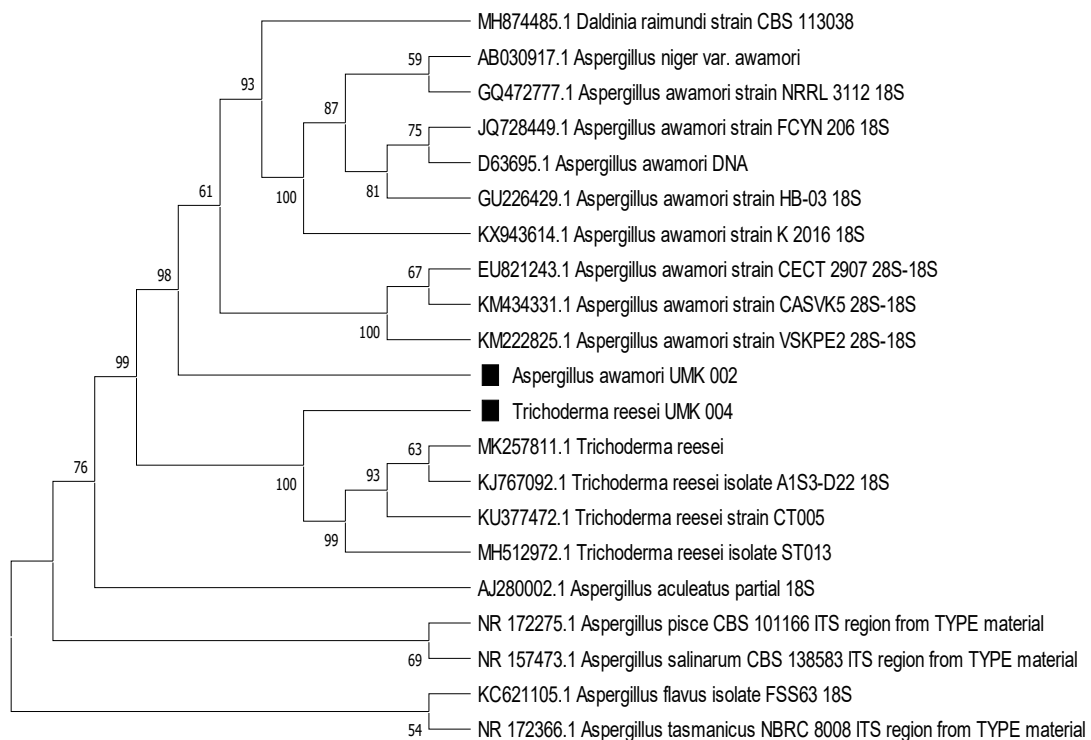 MH874485.1 Daldinia raimundi strain CBS 113038
59
AB030917.1 Aspergillus niger var. awamori
93
GQ472777.1 Aspergillus awamori strain NRRL 3112 18S
87
75
JQ728449.1 Aspergillus awamori strain FCYN 206 18S
D63695.1 Aspergillus awamori DNA
61
100
81
GU226429.1 Aspergillus awamori strain HB-03 18S
KX943614.1 Aspergillus awamori strain K 2016 18S
98
67
EU821243.1 Aspergillus awamori strain CECT 2907 28S-18S
KM434331.1 Aspergillus awamori strain CASVK5 28S-18S
100
KM222825.1 Aspergillus awamori strain VSKPE2 28S-18S
99
Aspergillus awamori UMK 002
Trichoderma reesei UMK 004
63
MK257811.1 Trichoderma reesei
76
100
93
KJ767092.1 Trichoderma reesei isolate A1S3-D22 18S
KU377472.1 Trichoderma reesei strain CT005
99
MH512972.1 Trichoderma reesei isolate ST013
AJ280002.1 Aspergillus aculeatus partial 18S
NR 172275.1 Aspergillus pisce CBS 101166 ITS region from TYPE material
69
NR 157473.1 Aspergillus salinarum CBS 138583 ITS region from TYPE material
KC621105.1 Aspergillus flavus isolate FSS63 18S
54
NR 172366.1 Aspergillus tasmanicus NBRC 8008 ITS region from TYPE material